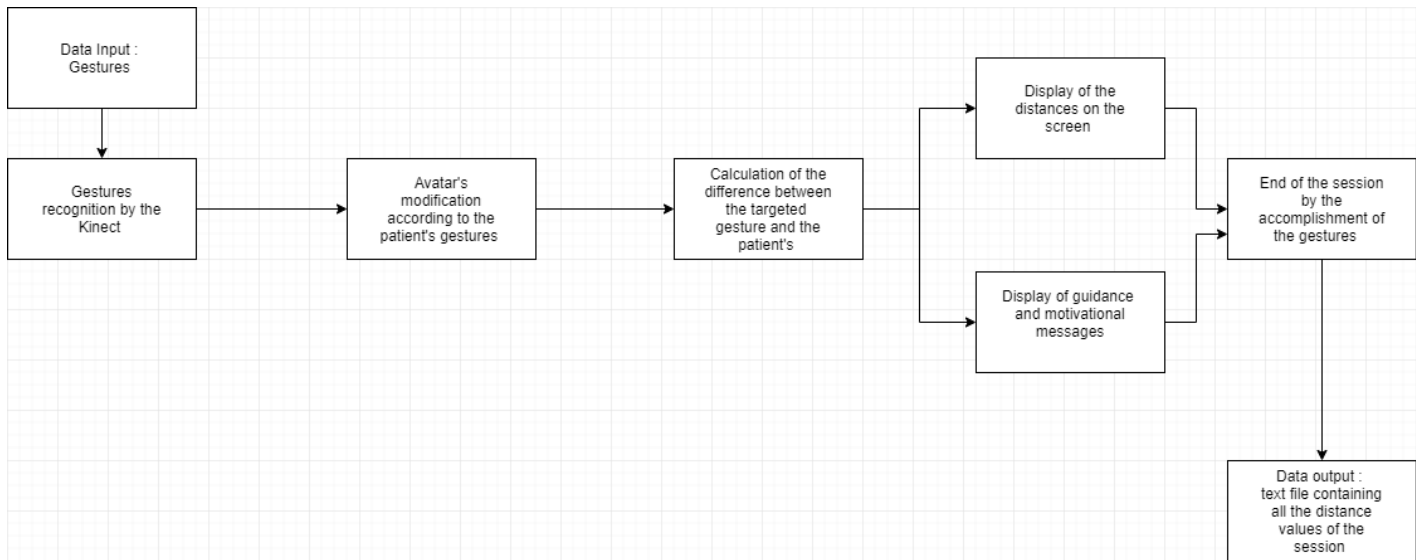 Data Input :
Gestures
Gestures
recognition by the
Kinect
Avatar's
modification
according to the
patient's gestures
Calculation of the
difference between
the targeted
gesture and the
patient's
Display of the
distances on the
screen
Display of guidance
and motivational
messages
End of the session
by the
accomplishment of
the gestures
Data output :
text file containing
all the distance
values of the
session